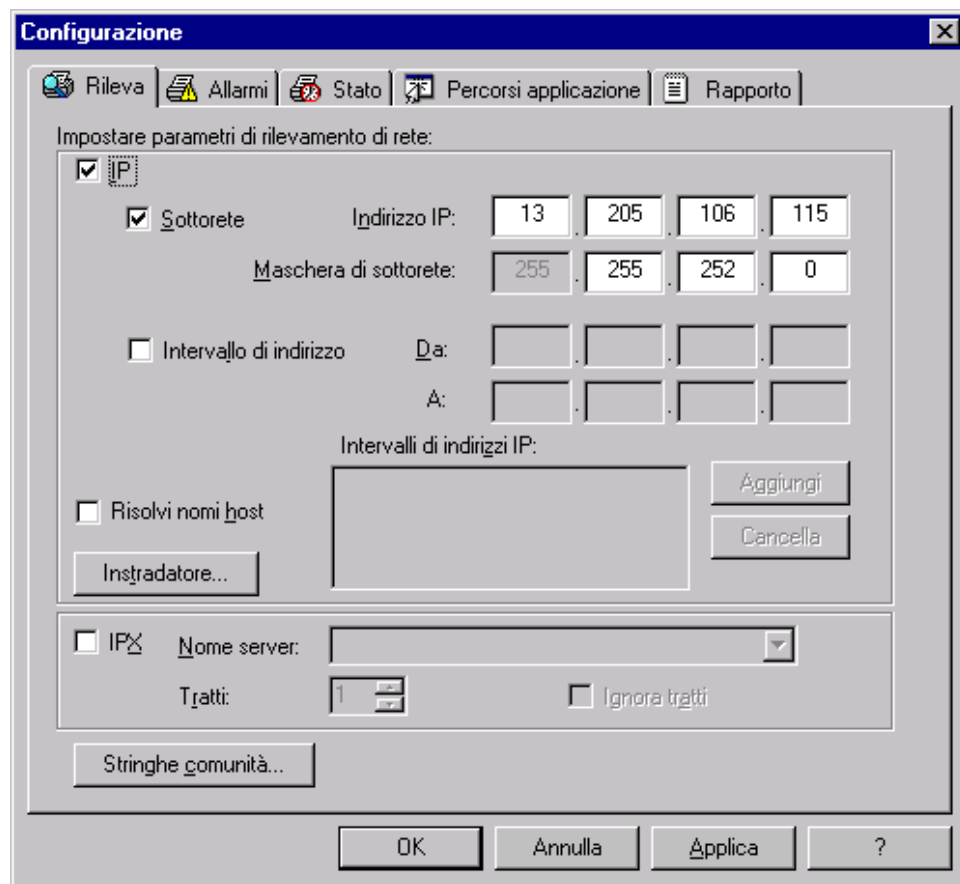 Configurazione
Rileva Allarmi Stato Percorsi applicazione Rapporto
Impostare parametri di rilevamento di rete:
IP
Sottorete Indirizzo IP: 13 . 205 . 106 . 115
Maschera di sottorete: 255 . 255 . 252 . 0
Intervallo di indirizzo Da: . . .
A: . . .
Intervalli di indirizzi IP:
Aggiungi
Risolvi nomi host
Cancella
Instradatore...
IPX Nome server:
Tratti: 1 Ignora tratti
Stringhe comunità...
OK Annulla Applica ?